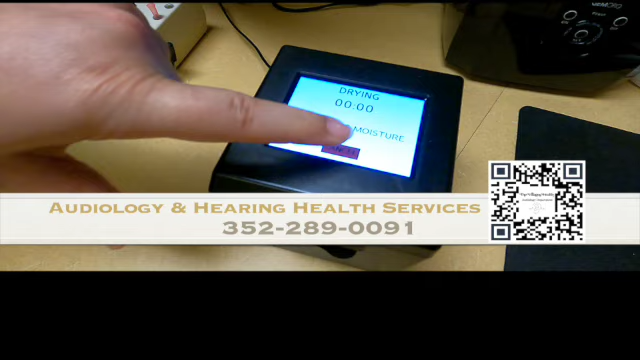 DRYING
00:00
MOISTURE
AUDIOLOGY & HEARING HEALTH SERVICES
352-289-0091